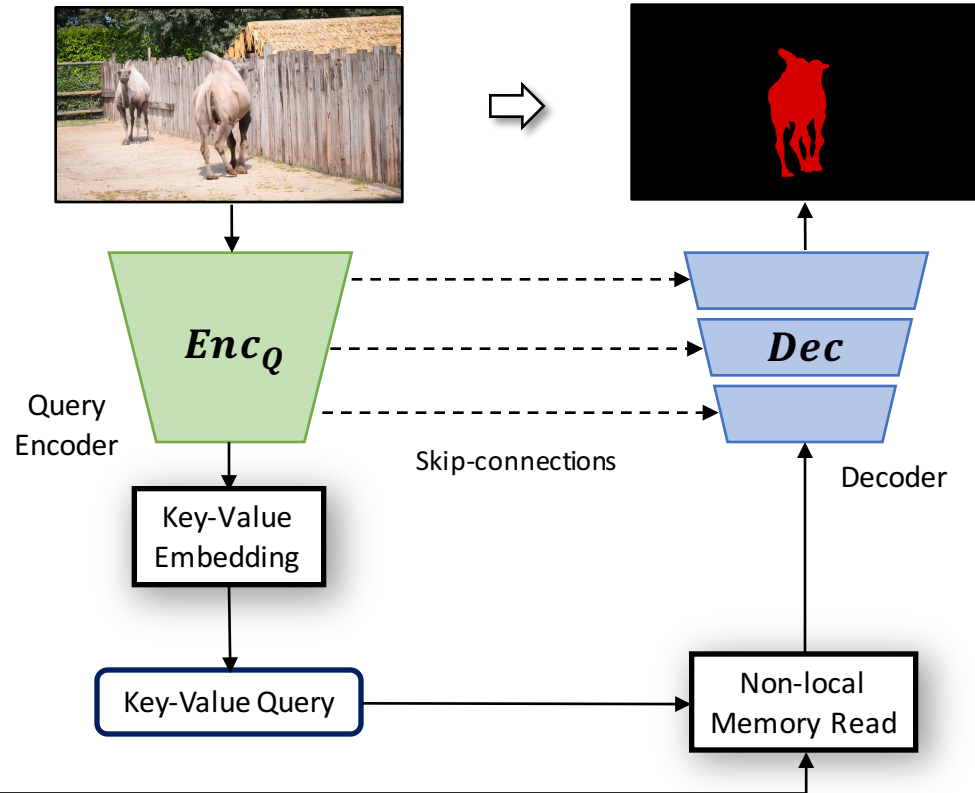 Enc_Q
Dec
Query
Encoder
Skip-connections
Decoder
Key-Value
Embedding
Key-Value Query
Non-local
Memory Read